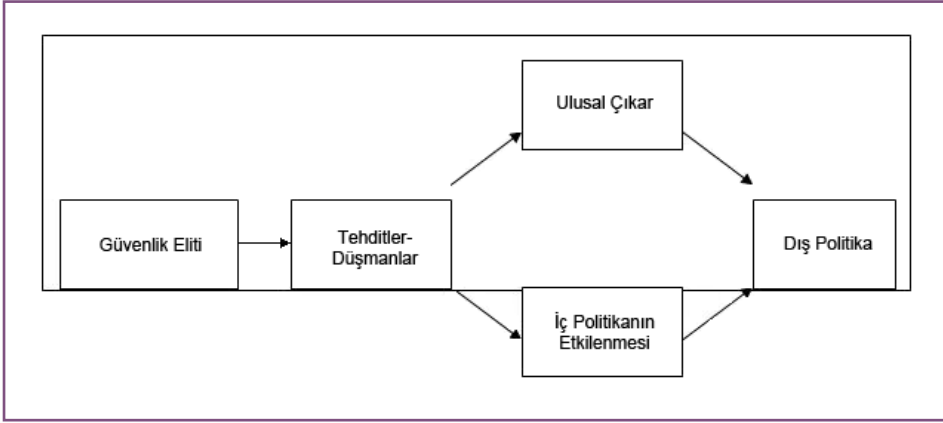 Güvenlik Eliti
Tehditler-
Düşmanlar
Ulusal Çıkar
İç Politikanın
Etkilenmesi
Dış Politika